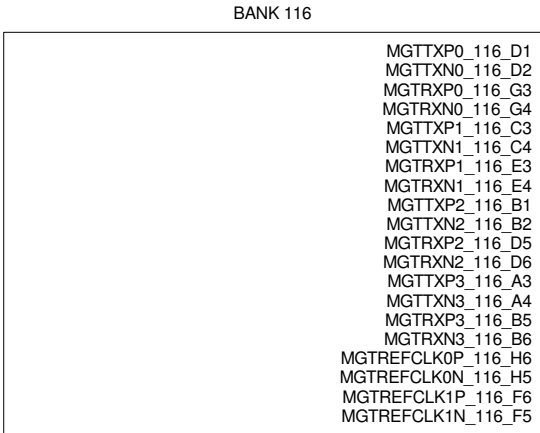 BANK 116
MGTTXP0_116_D1
MGTTXN0_116_D2
MGTRXP0_116_G3
MGTRXN0_116_G4
MGTTXP1_116_C3
MGTTXN1_116_C4
MGTRXP1_116_E3
MGTRXN1_116_E4
MGTTXP2_116_B1
MGTTXN2_116_B2
MGTRXP2_116_D5
MGTRXN2_116_D6
MGTTXP3_116_A3
MGTTXN3_116_A4
MGTRXP3_116_B5
MGTRXN3_116_B6
MGTREFCLK0P_116_H6
MGTREFCLK0N_116_H5
MGTREFCLK1P_116_F6
MGTREFCLK1N_116_F5